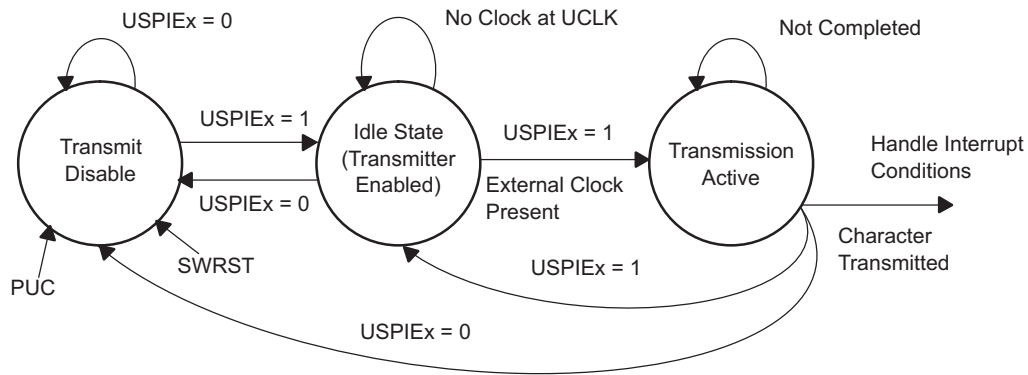 USPIEx = 0
No Clock at UCLK
Not Completed
Transmit
Disable
USPIEx = 1
USPIEx = 0
Idle State
(Transmitter
Enabled)
USPIEx = 1
External Clock
Present
Transmission
Active
Handle Interrupt
Conditions
Character
Transmitted
PUC
SWRST
USPIEx = 1
USPIEx = 0